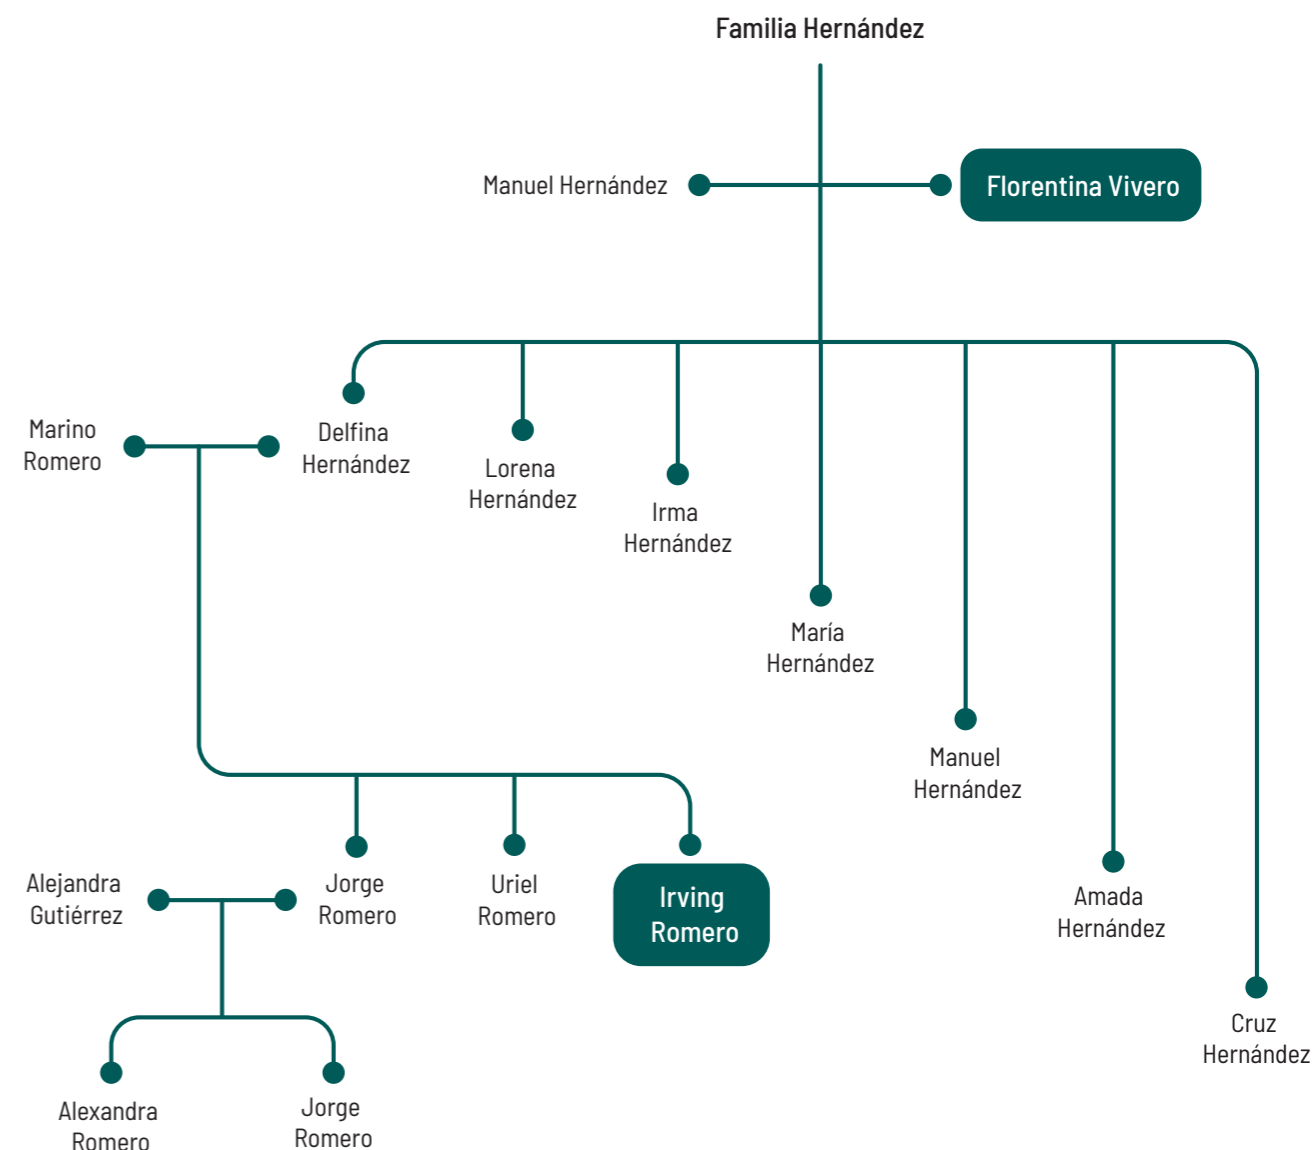 Familia Hernández
Manuel Hernández
Florentina Vivero
Marino
Romero
Delfina
Hernández
Lorena
Hernández
Irma
Hernández
María
Hernández
Manuel
Hernández
Amada
Hernández
Cruz
Hernández
Alejandra
Gutiérrez
Jorge
Romero
Uriel
Romero
Irving
Romero
Alexandra
Romero
Jorge
Romero